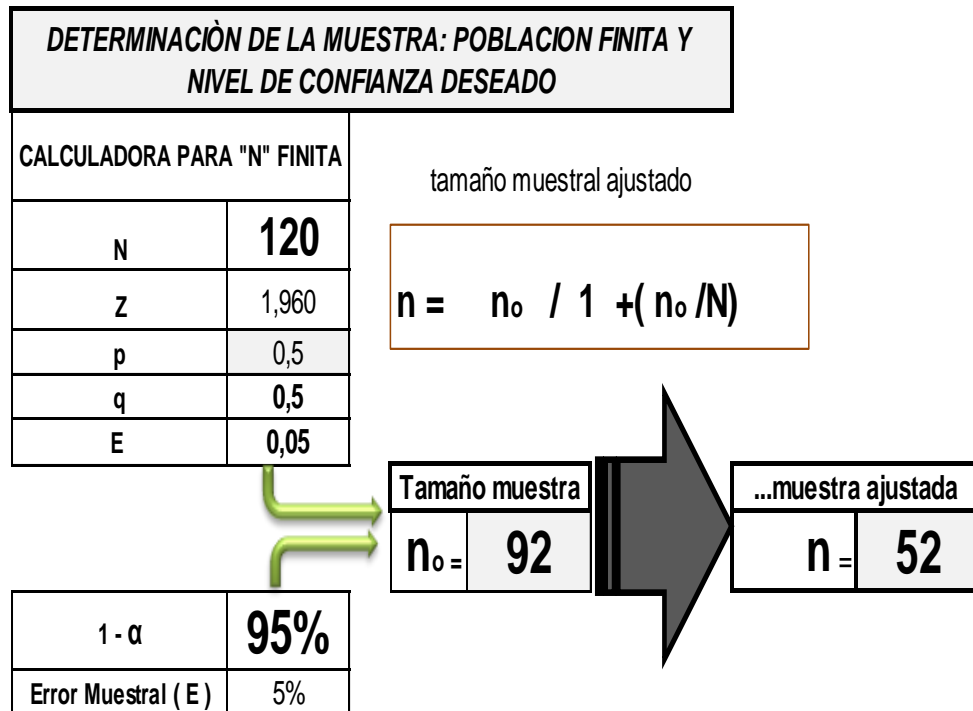 DETERMINACIÒN DE LA MUESTRA: POBLACION FINITA Y
NIVEL DE CONFIANZA DESEADO
CALCULADORA PARA "N" FINITA
N 120
Z 1,960
p 0,5
q 0,5
E 0,05
tamaño muestral ajustado
n = nₒ / 1 +( nₒ /N)
Tamaño muestra
nₒ = 92
...muestra ajustada
n = 52
1 - α 95%
Error Muestral ( E ) 5%